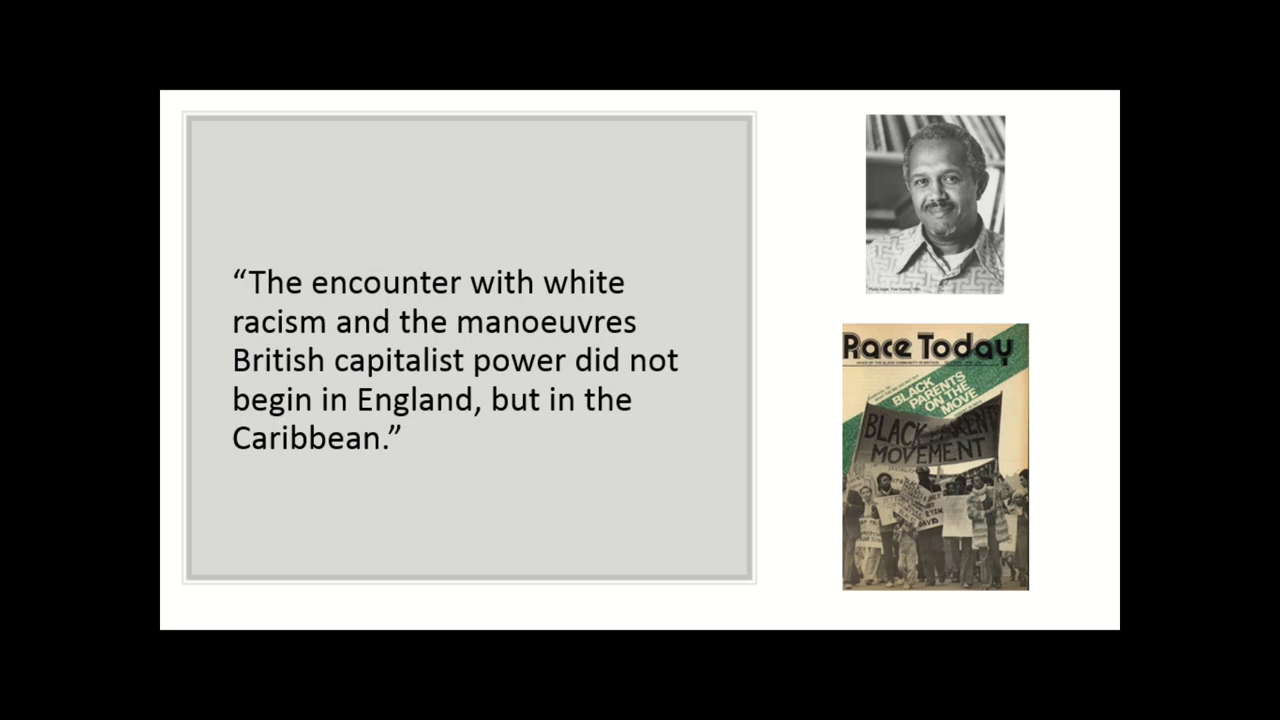 “The encounter with white
racism and the manoeuvres
British capitalist power did not
begin in England, but in the
Caribbean.”
Race Today
BLACK
PARENTS
ON THE
MOVE
BLACK PARENT
MOVEMENT